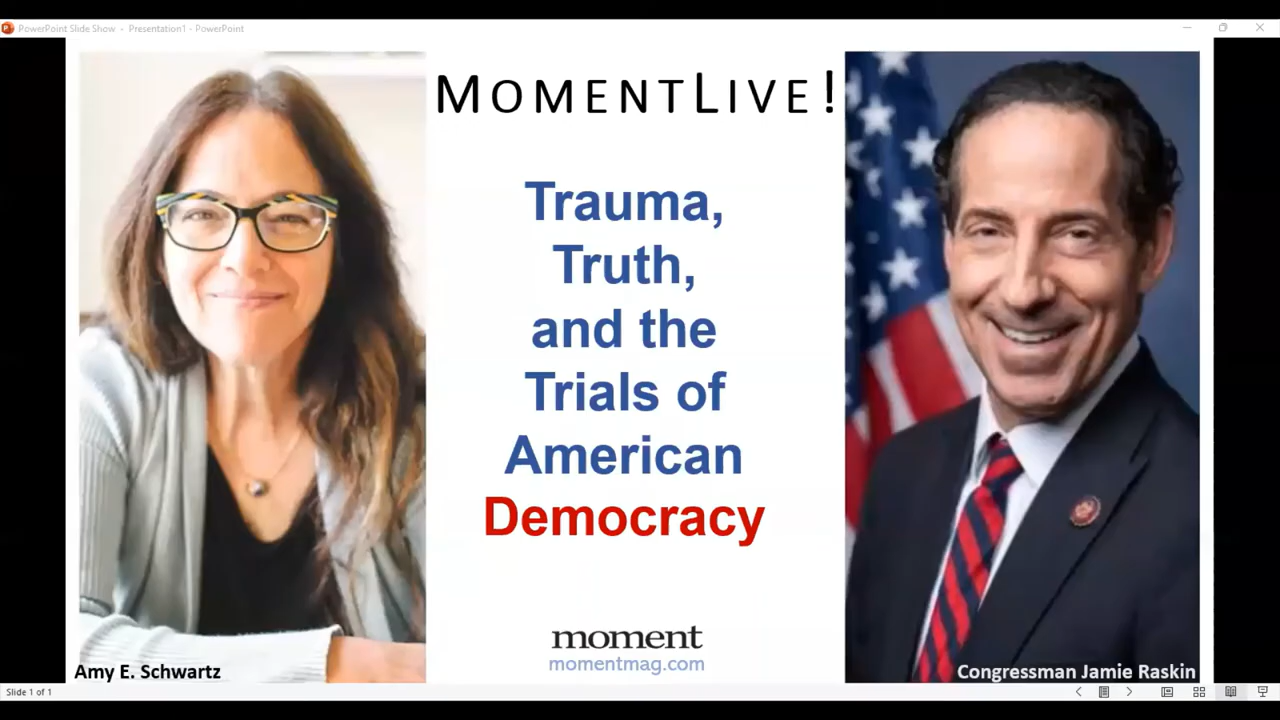 PowerPoint Slide Show - Presentation1 - PowerPoint
MOMENTLIVE!
Trauma,
Truth,
and the
Trials of
American
Democracy
moment
momentmag.com
Amy E. Schwartz
Congressman Jamie Raskin
Slide 1 of 1